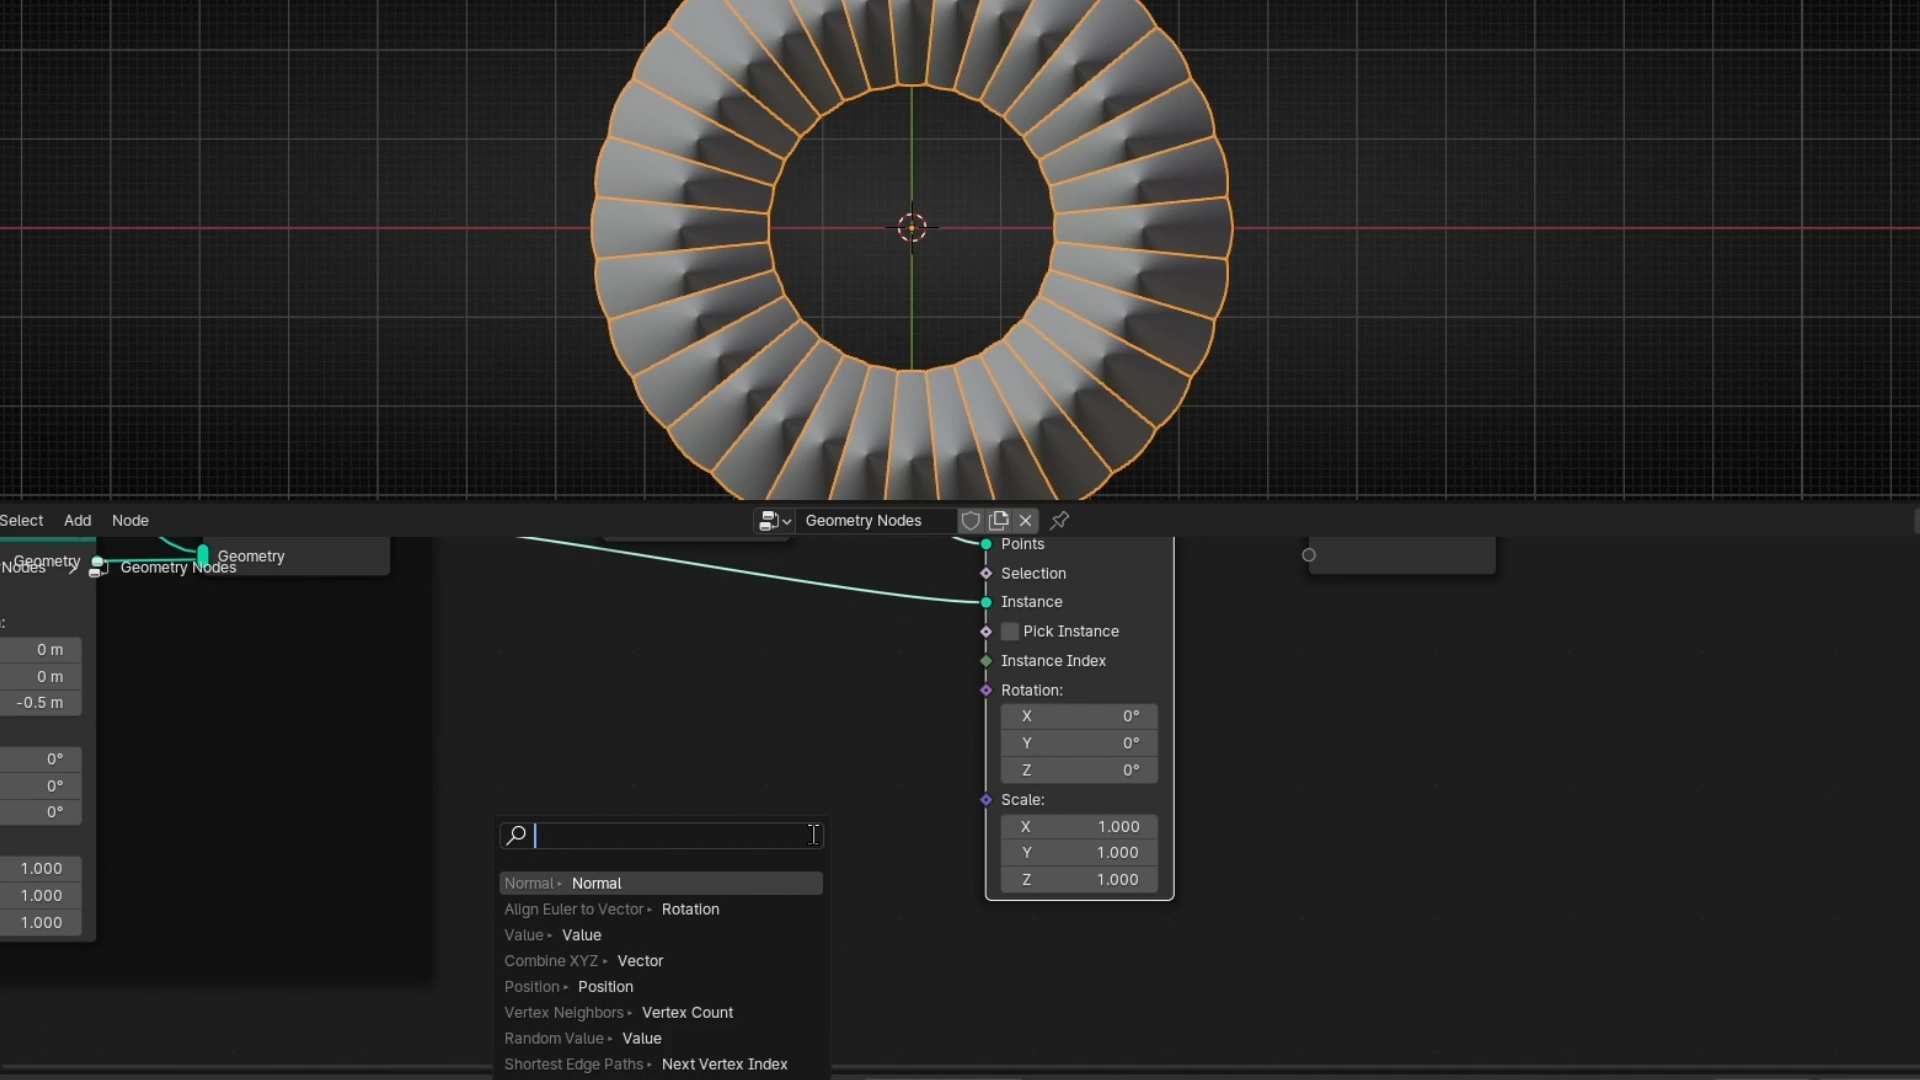 Select Add Node
Geometry Nodes
Geometry
Geometry
Nodes
Geometry Nodes
Points
Selection
Instance
Pick Instance
Instance Index
Rotation:
X 0°
Y 0°
Z 0°
Scale:
X 1.000
Y 1.000
Z 1.000
:
0 m
0 m
-0.5 m
0°
0°
0°
1.000
1.000
1.000
Normal ▸ Normal
Align Euler to Vector ▸ Rotation
Value ▸ Value
Combine XYZ ▸ Vector
Position ▸ Position
Vertex Neighbors ▸ Vertex Count
Random Value ▸ Value
Shortest Edge Paths ▸ Next Vertex Index